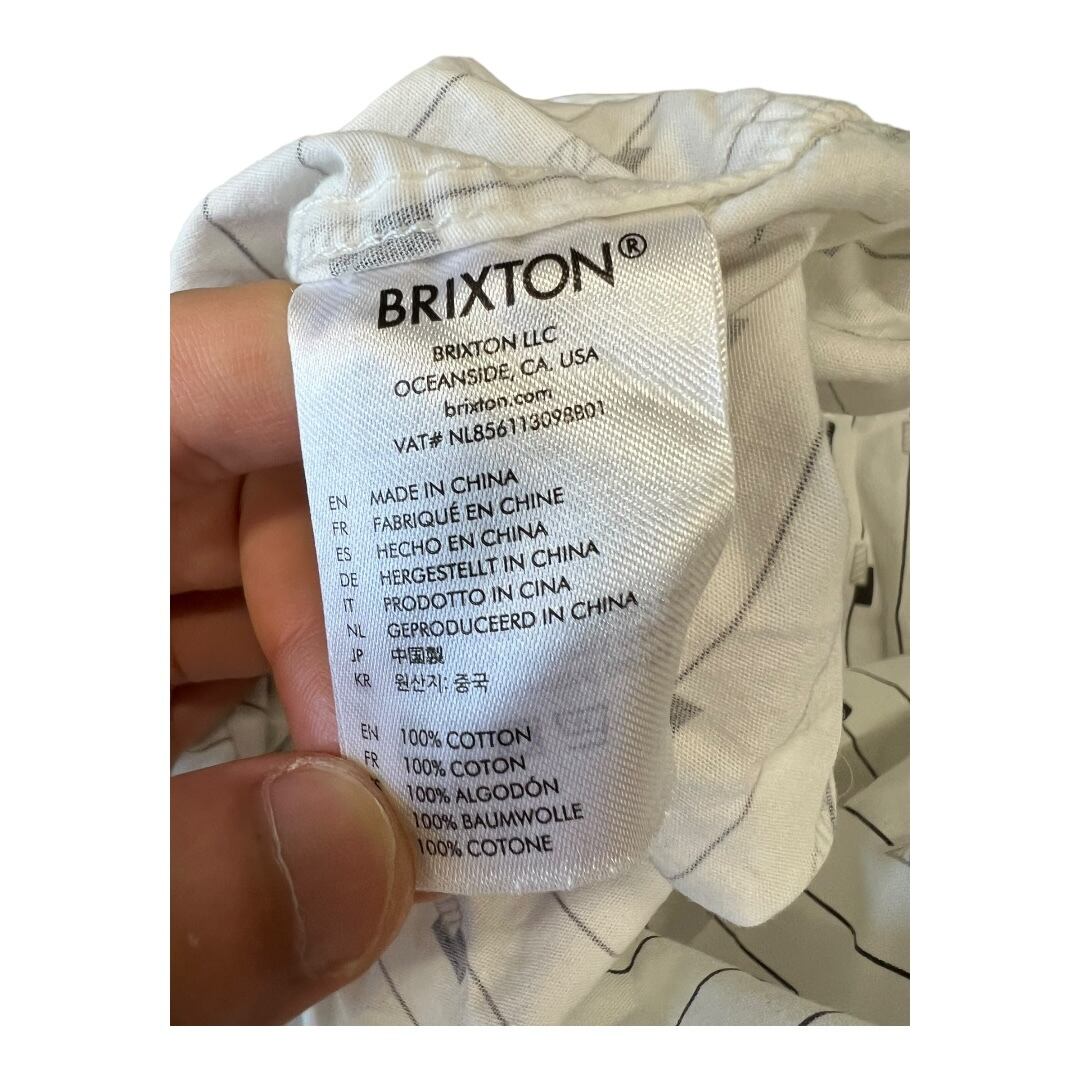 BRIXTON®
BRIXTON LLC
OCEANSIDE, CA. USA
brixton.com
VAT# NL856113098B01
EN MADE IN CHINA
FR FABRIQUÉ EN CHINE
ES HECHO EN CHINA
DE HERGESTELLT IN CHINA
IT PRODOTTO IN CINA
NL GEPRODUCEERD IN CHINA
JP 中国製
KR 원산지: 중국
EN 100% COTTON
FR 100% COTON
100% ALGODÓN
100% BAUMWOLLE
100% COTONE